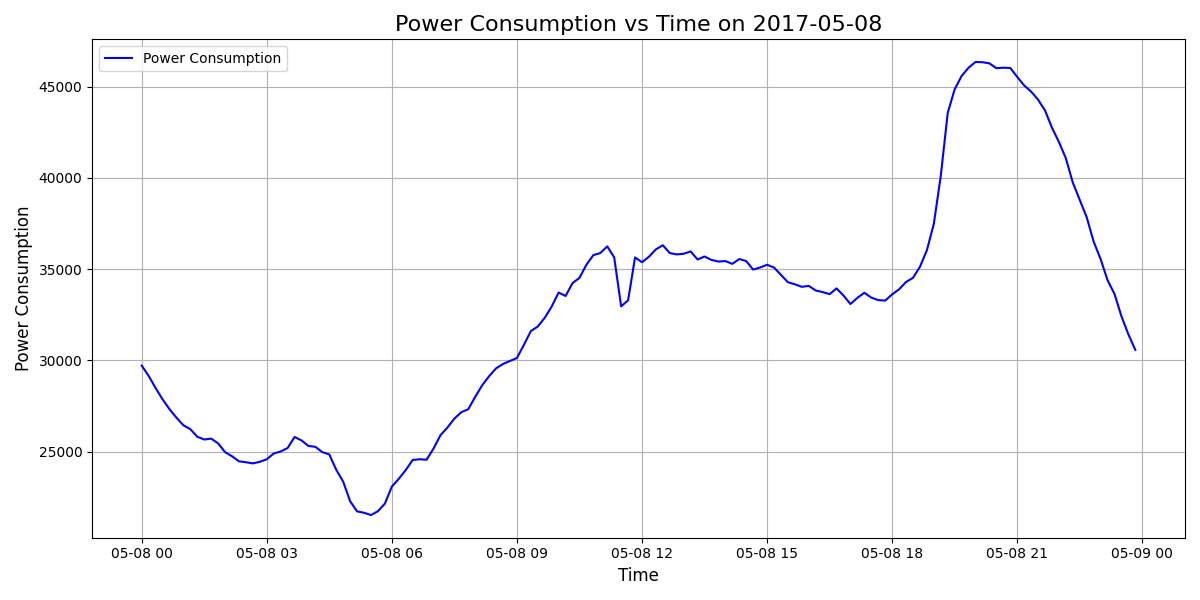 Power Consumption vs Time on 2017-05-08
Power Consumption
Power Consumption
45000
40000
35000
30000
25000
05-08 00 05-08 03 05-08 06 05-08 09 05-08 12 05-08 15 05-08 18 05-08 21 05-09 00
Time